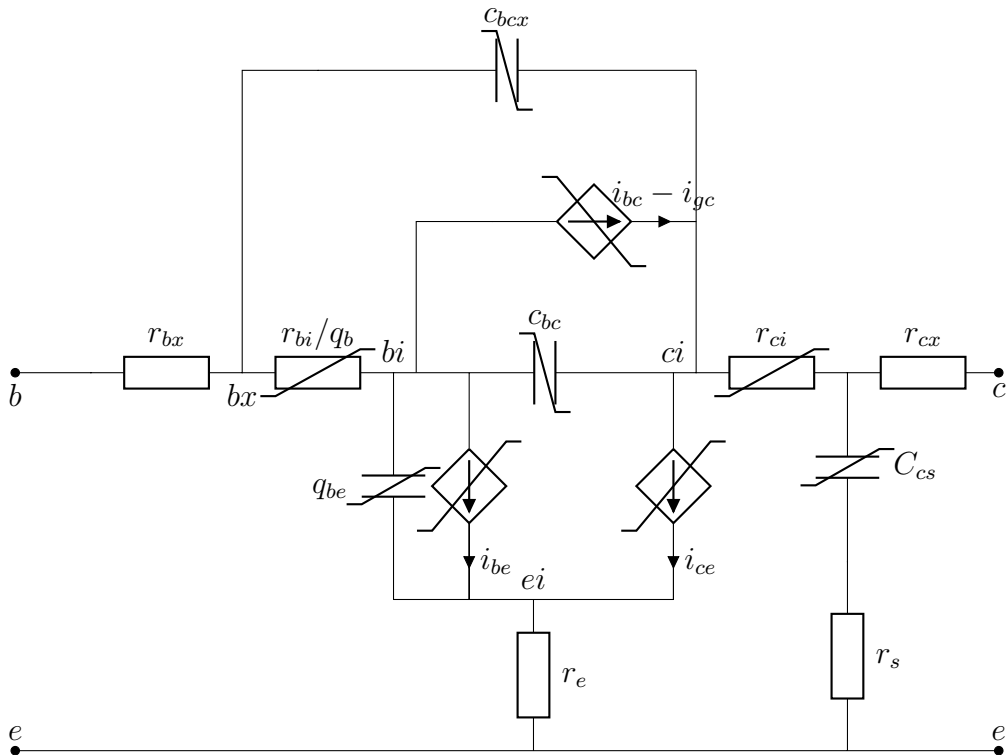 c_{bcx}
i_{bc} − i_{gc}
c_{bc}
r_{bx}
r_{bi}/q_b
bi
ci
r_{ci}
r_{cx}
b
bx
c
q_{be}
C_{cs}
i_{be}
i_{ce}
ei
r_e
r_s
e
e